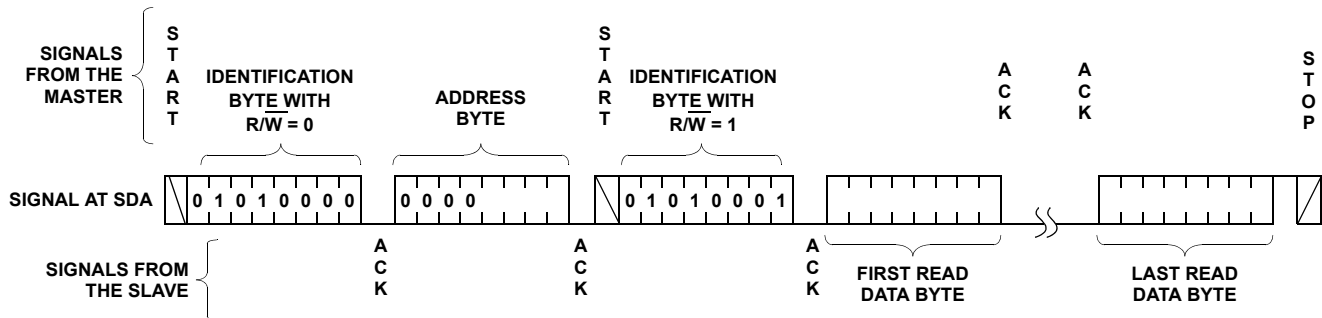 SIGNALS
FROM THE
MASTER
START
IDENTIFICATION
BYTE WITH
R/W = 0
ADDRESS
BYTE
START
IDENTIFICATION
BYTE WITH
R/W = 1
ACK
ACK
STOP
SIGNAL AT SDA
0 1 0 1 0 0 0 0
0 0 0 0
0 1 0 1 0 0 0 1
SIGNALS FROM
THE SLAVE
ACK
ACK
ACK
FIRST READ
DATA BYTE
LAST READ
DATA BYTE